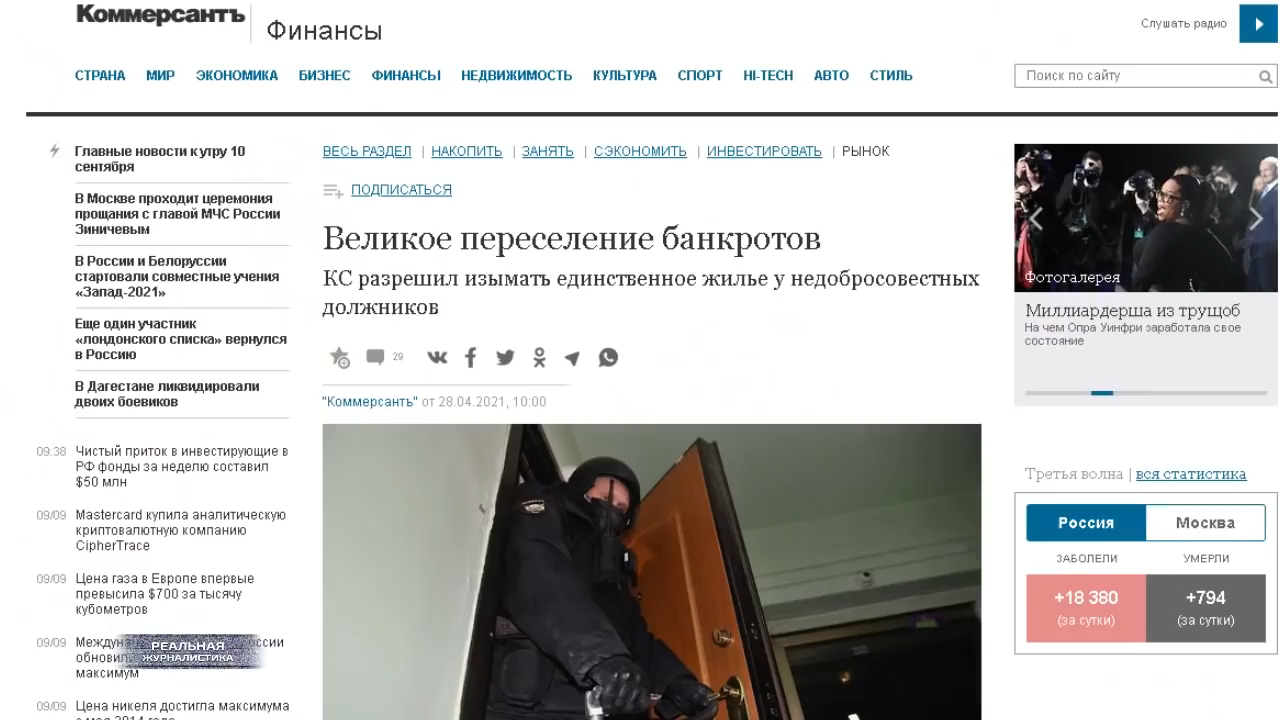 Коммерсантъ
Финансы
Слушать радио
СТРАНА МИР ЭКОНОМИКА БИЗНЕС ФИНАНСЫ НЕДВИЖИМОСТЬ КУЛЬТУРА СПОРТ HI-TECH АВТО СТИЛЬ
Поиск по сайту
Главные новости к утру 10
сентября
В Москве проходит церемония
прощания с главой МЧС России
Зиничевым
В России и Белоруссии
стартовали совместные учения
«Запад-2021»
Еще один участник
«лондонского списка» вернулся
в Россию
В Дагестане ликвидировали
двоих боевиков
09:38 Чистый приток в инвестирующие в
РФ фонды за неделю составил
$50 млн
09/09 Mastercard купила аналитическую
криптовалютную компанию
CipherTrace
09/09 Цена газа в Европе впервые
превысила $700 за тысячу
кубометров
09/09
максимум
РЕАЛЬНАЯ
ЖУРНАЛИСТИКА
09/09 Цена никеля достигла максимума
с мая 2014 года
ВЕСЬ РАЗДЕЛ | НАКОПИТЬ | ЗАНЯТЬ | СЭКОНОМИТЬ | ИНВЕСТИРОВАТЬ | РЫНОК
ПОДПИСАТЬСЯ
Великое переселение банкротов
КС разрешил изымать единственное жилье у недобросовестных
должников
29
"Коммерсантъ" от 28.04.2021, 10:00
Фотогалерея
Миллиардерша из трущоб
На чем Опра Уинфри заработала свое
состояние
Третья волна | вся статистика
Россия Москва
ЗАБОЛЕЛИ УМЕРЛИ
+18 380 +794
(за сутки) (за сутки)